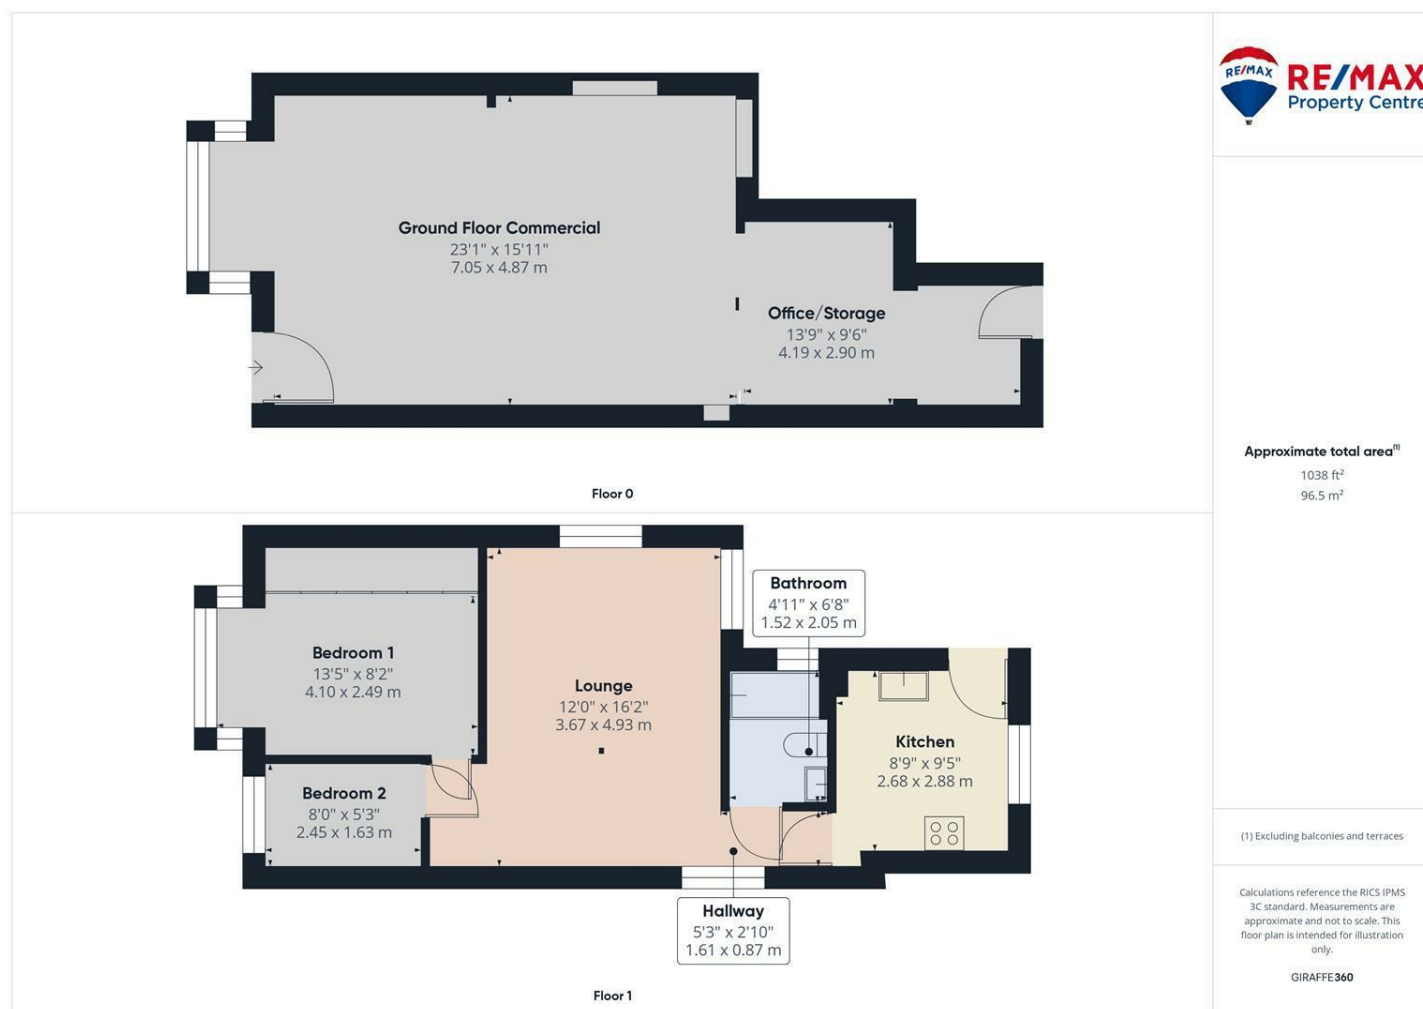 RE/MAX
RE/MAX
Property Centre
Ground Floor Commercial
23'1" x 15'11"
7.05 x 4.87 m
Office/Storage
13'9" x 9'6"
4.19 x 2.90 m
Floor 0
Approximate total area(1)
1038 ft²
96.5 m²
Bedroom 1
13'5" x 8'2"
4.10 x 2.49 m
Bedroom 2
8'0" x 5'3"
2.45 x 1.63 m
Lounge
12'0" x 16'2"
3.67 x 4.93 m
Bathroom
4'11" x 6'8"
1.52 x 2.05 m
Kitchen
8'9" x 9'5"
2.68 x 2.88 m
Hallway
5'3" x 2'10"
1.61 x 0.87 m
Floor 1
(1) Excluding balconies and terraces
Calculations reference the RICS IPMS
3C standard. Measurements are
approximate and not to scale. This
floor plan is intended for illustration
only.
GIRAFFE360